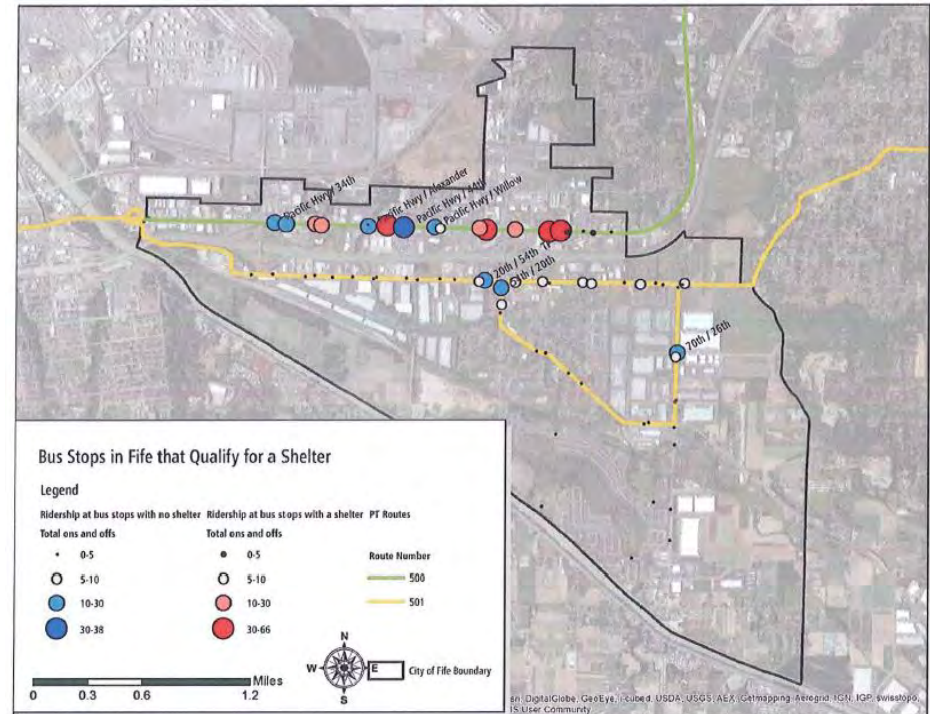 Pacific Hwy / 34th
Pacific Hwy / Alexander
Pacific Hwy / 44th
Pacific Hwy / Willow
20th / 54th
/ 20th
70th / 26th
Bus Stops in Fife that Qualify for a Shelter
Legend
Ridership at bus stops with no shelter
Total ons and offs
0-5
5-10
10-30
30-38
Ridership at bus stops with a shelter
Total ons and offs
0-5
5-10
10-30
30-66
PT Routes
Route Number
500
501
N
W E
S
City of Fife Boundary
Miles
0 0.3 0.6 1.2
DigitalGlobe, GeoEye, i-cubed, USDA, USGS, AEX, Getmapping, Aerogrid, IGN, IGP, swisstopo,
IS User Community